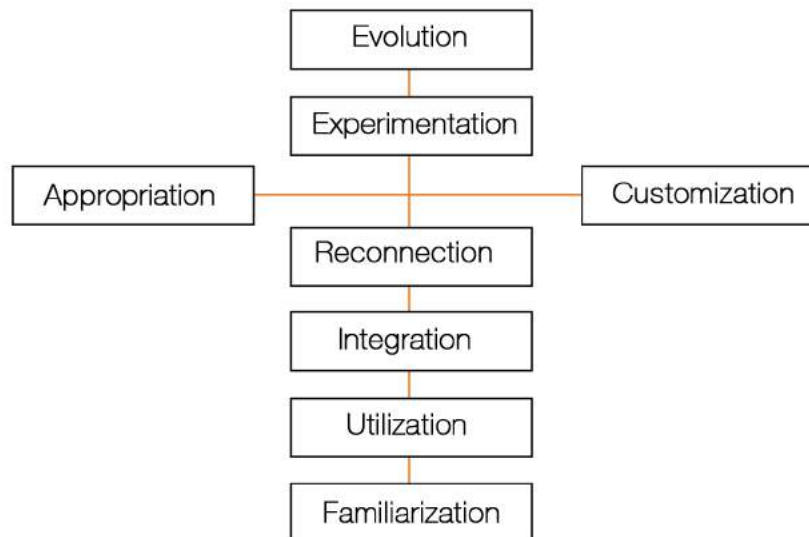 Evolution
Experimentation
Appropriation
Customization
Reconnection
Integration
Utilization
Familiarization